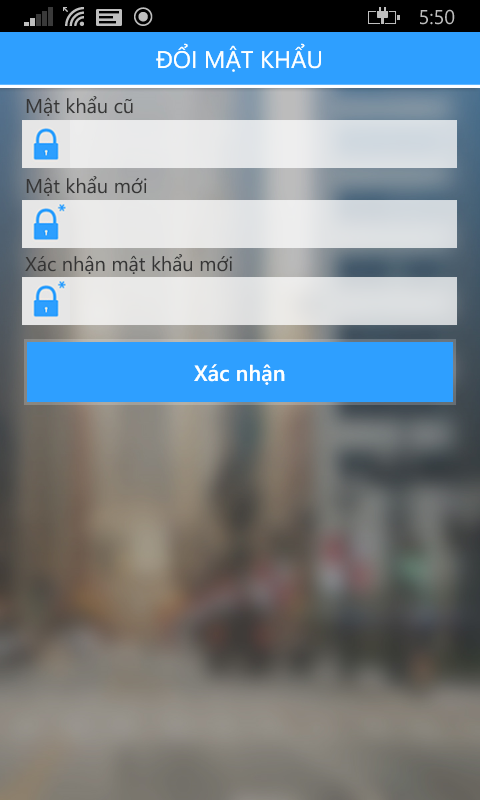 5:50
ĐỔI MẬT KHẨU
Mật khẩu cũ
Mật khẩu mới
Xác nhận mật khẩu mới
Xác nhận